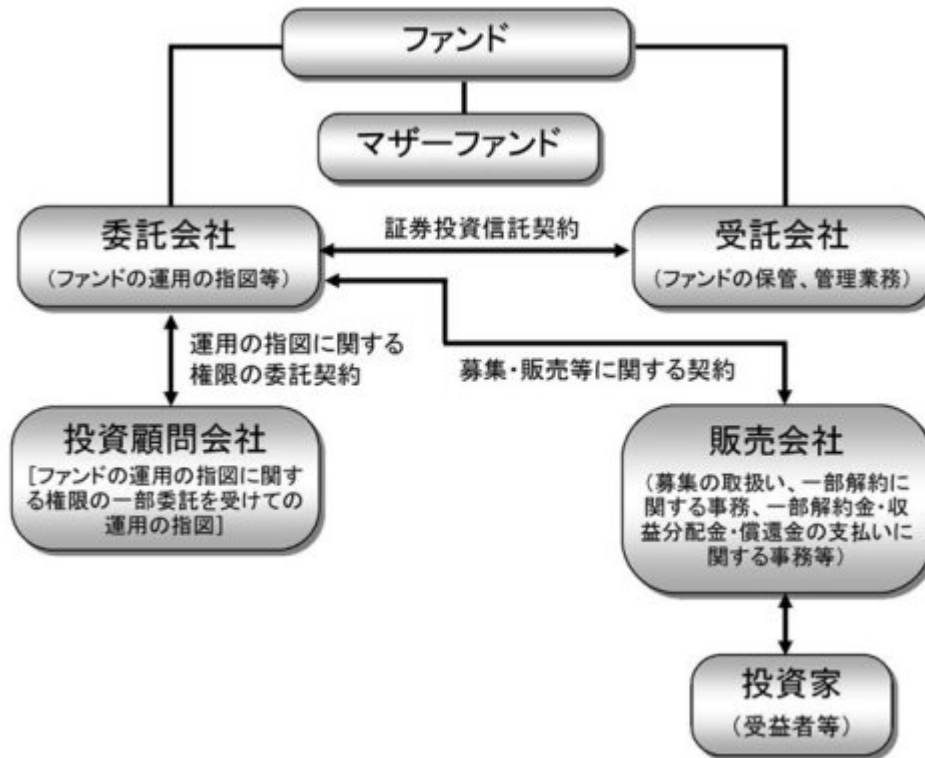 ファンド
マザーファンド
委託会社
（ファンドの運用の指図等）
証券投資信託契約
受託会社
（ファンドの保管、管理業務）
運用の指図に関する
権限の委託契約
募集・販売等に関する契約
投資顧問会社
［ファンドの運用の指図に関す
る権限の一部委託を受けての
運用の指図］
販売会社
（募集の取扱い、一部解約に
関する事務、一部解約金・収
益分配金・償還金の支払いに
関する事務等）
投資家
（受益者等）